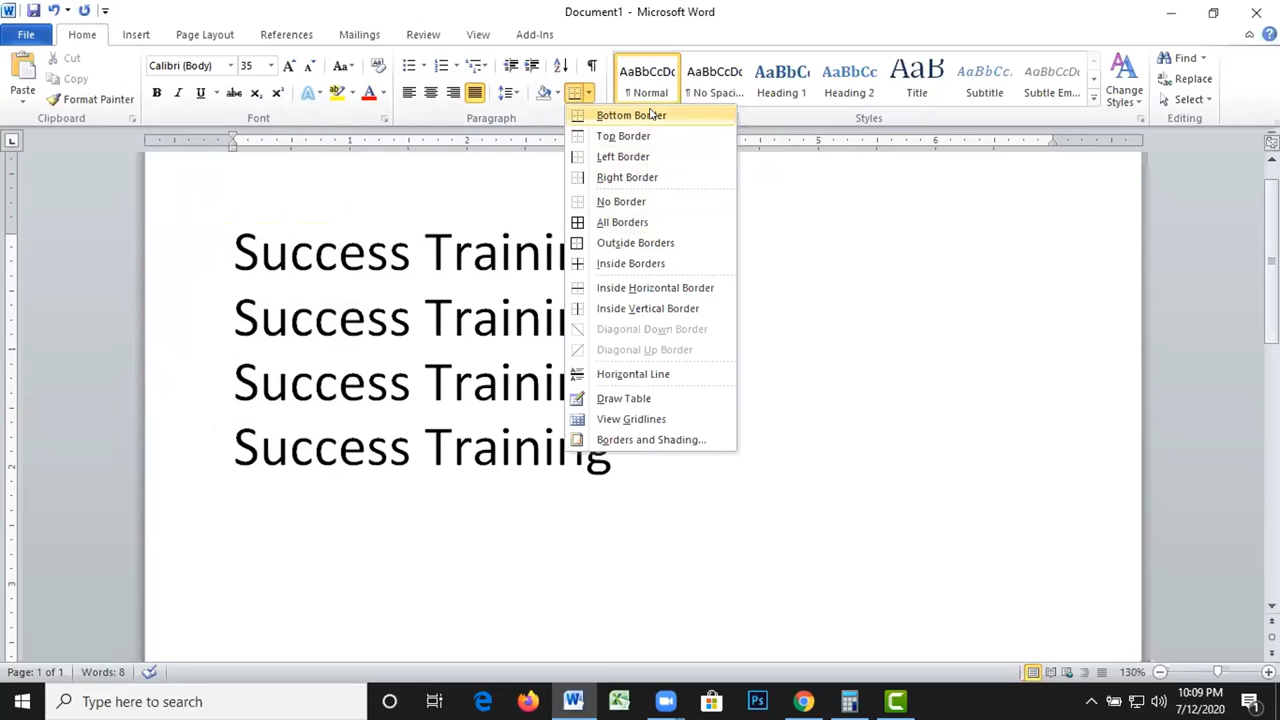 Document1 - Microsoft Word
File Home Insert Page Layout References Mailings Review View Add-Ins
Paste
Cut
Copy
Format Painter
Clipboard
Calibri (Body) 35
Font
Paragraph
AaBbCcDc AaBbCcDc AaBbC AaBbCc AaB AaBbCc. AaBbCcDc
¶ Normal ¶ No Spaci... Heading 1 Heading 2 Title Subtitle Subtle Em...
Change Styles
Styles
Find
Replace
Select
Editing
Bottom Border
Top Border
Left Border
Right Border
No Border
All Borders
Outside Borders
Inside Borders
Inside Horizontal Border
Inside Vertical Border
Diagonal Down Border
Diagonal Up Border
Horizontal Line
Draw Table
View Gridlines
Borders and Shading...
Success Trainin
Success Trainin
Success Trainin
Success Training
Page: 1 of 1 Words: 8 130%
Type here to search
10:09 PM
7/12/2020